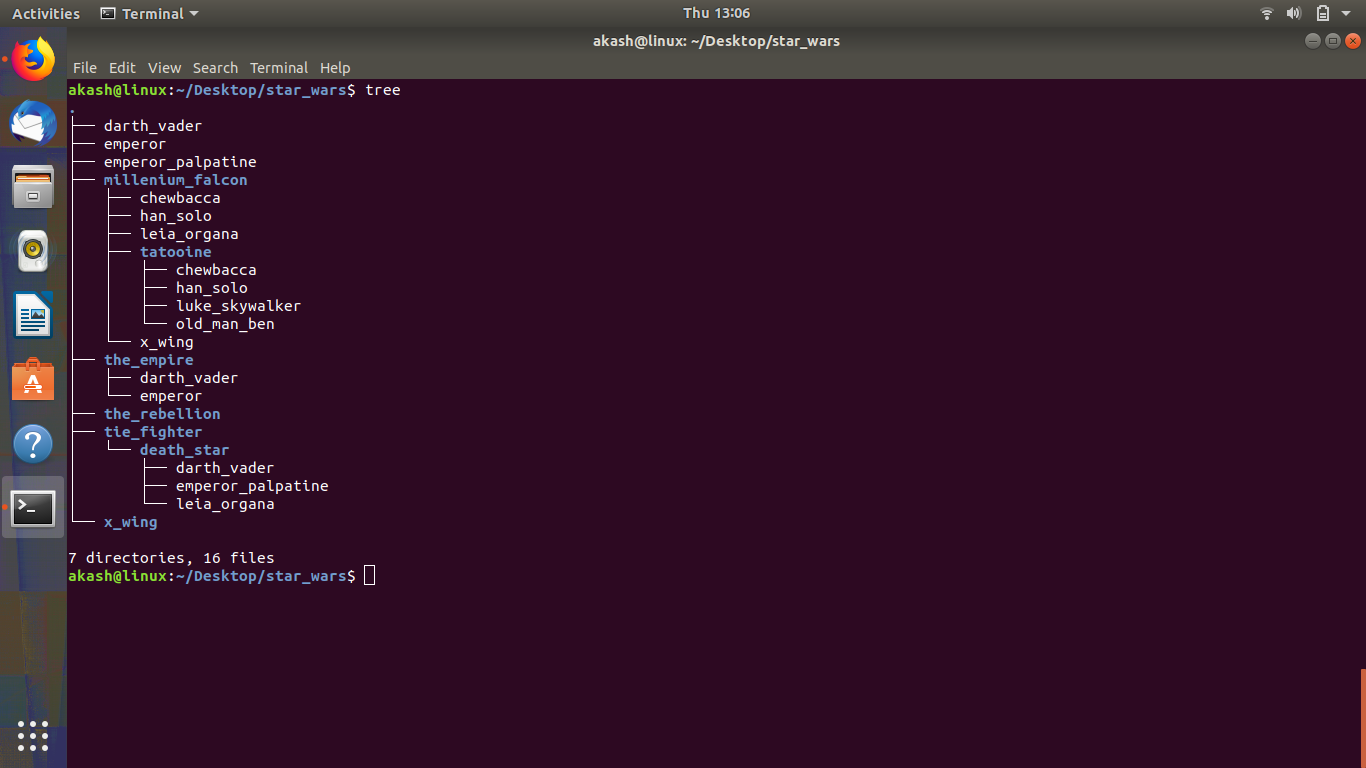 Activities Terminal Thu 13:06
akash@linux: ~/Desktop/star_wars
File Edit View Search Terminal Help
akash@linux:~/Desktop/star_wars$ tree
.
├── darth_vader
├── emperor
├── emperor_palpatine
├── millenium_falcon
│   ├── chewbacca
│   ├── han_solo
│   ├── leia_organa
│   ├── tatooine
│   │   ├── chewbacca
│   │   ├── han_solo
│   │   ├── luke_skywalker
│   │   └── old_man_ben
│   └── x_wing
├── the_empire
│   ├── darth_vader
│   └── emperor
├── the_rebellion
├── tie_fighter
│   └── death_star
│       ├── darth_vader
│       ├── emperor_palpatine
│       └── leia_organa
└── x_wing

7 directories, 16 files
akash@linux:~/Desktop/star_wars$